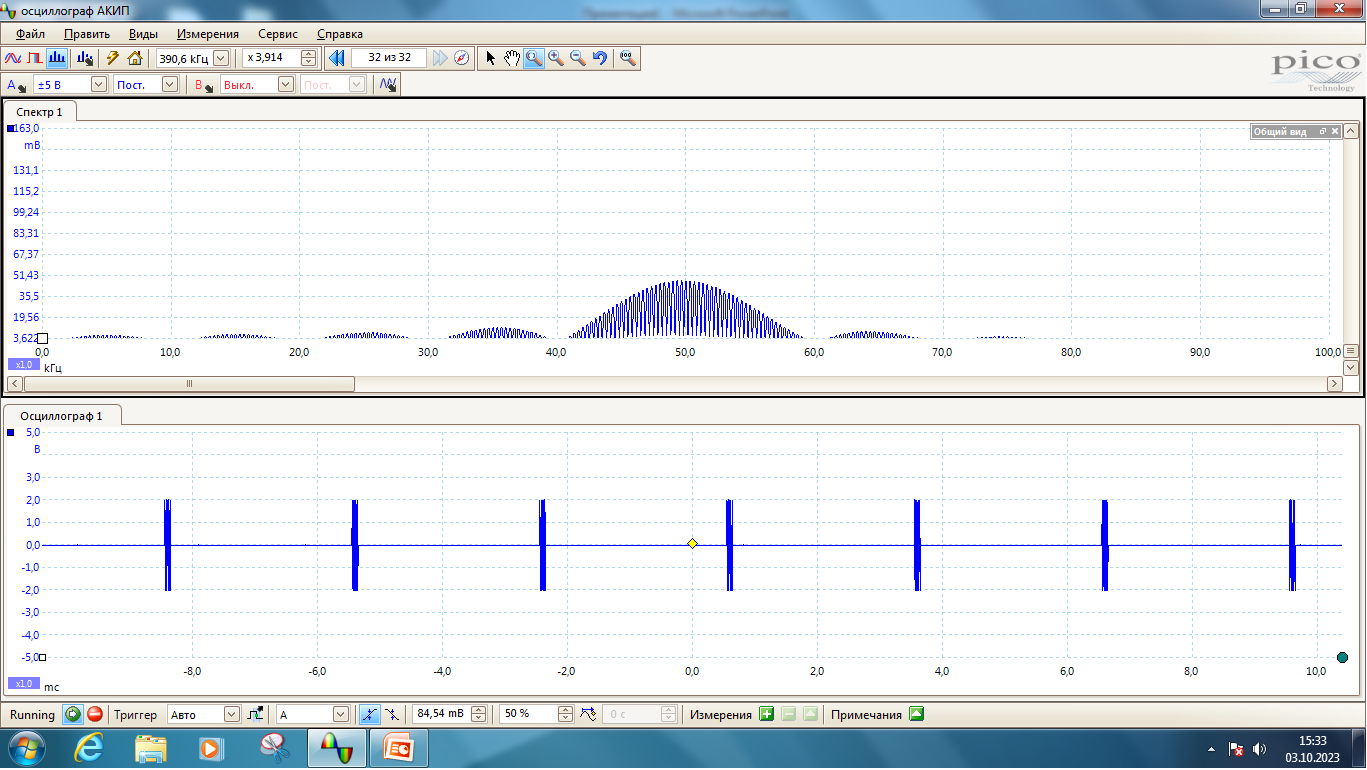 осциллограф АКИП
Файл Править Виды Измерения Сервис Справка
390,6 kГц x 3,914 32 из 32
pico
Technology
A ±5 В Пост. B Выкл. Пост.
Спектр 1
Общий вид
163,0
mВ
131,1
115,2
99,24
83,31
67,37
51,43
35,5
19,56
3,622
0,0 10,0 20,0 30,0 40,0 50,0 60,0 70,0 80,0 90,0 100,0
x1,0
kГц
Осциллограф 1
5,0
В
3,0
2,0
1,0
0,0
-1,0
-2,0
-3,0
-4,0
-5,0
-8,0 -6,0 -4,0 -2,0 0,0 2,0 4,0 6,0 8,0 10,0
x1,0
mc
Running Триггер Авто A 84,54 mВ 50 % 0 c Измерения Примечания
15:33
03.10.2023